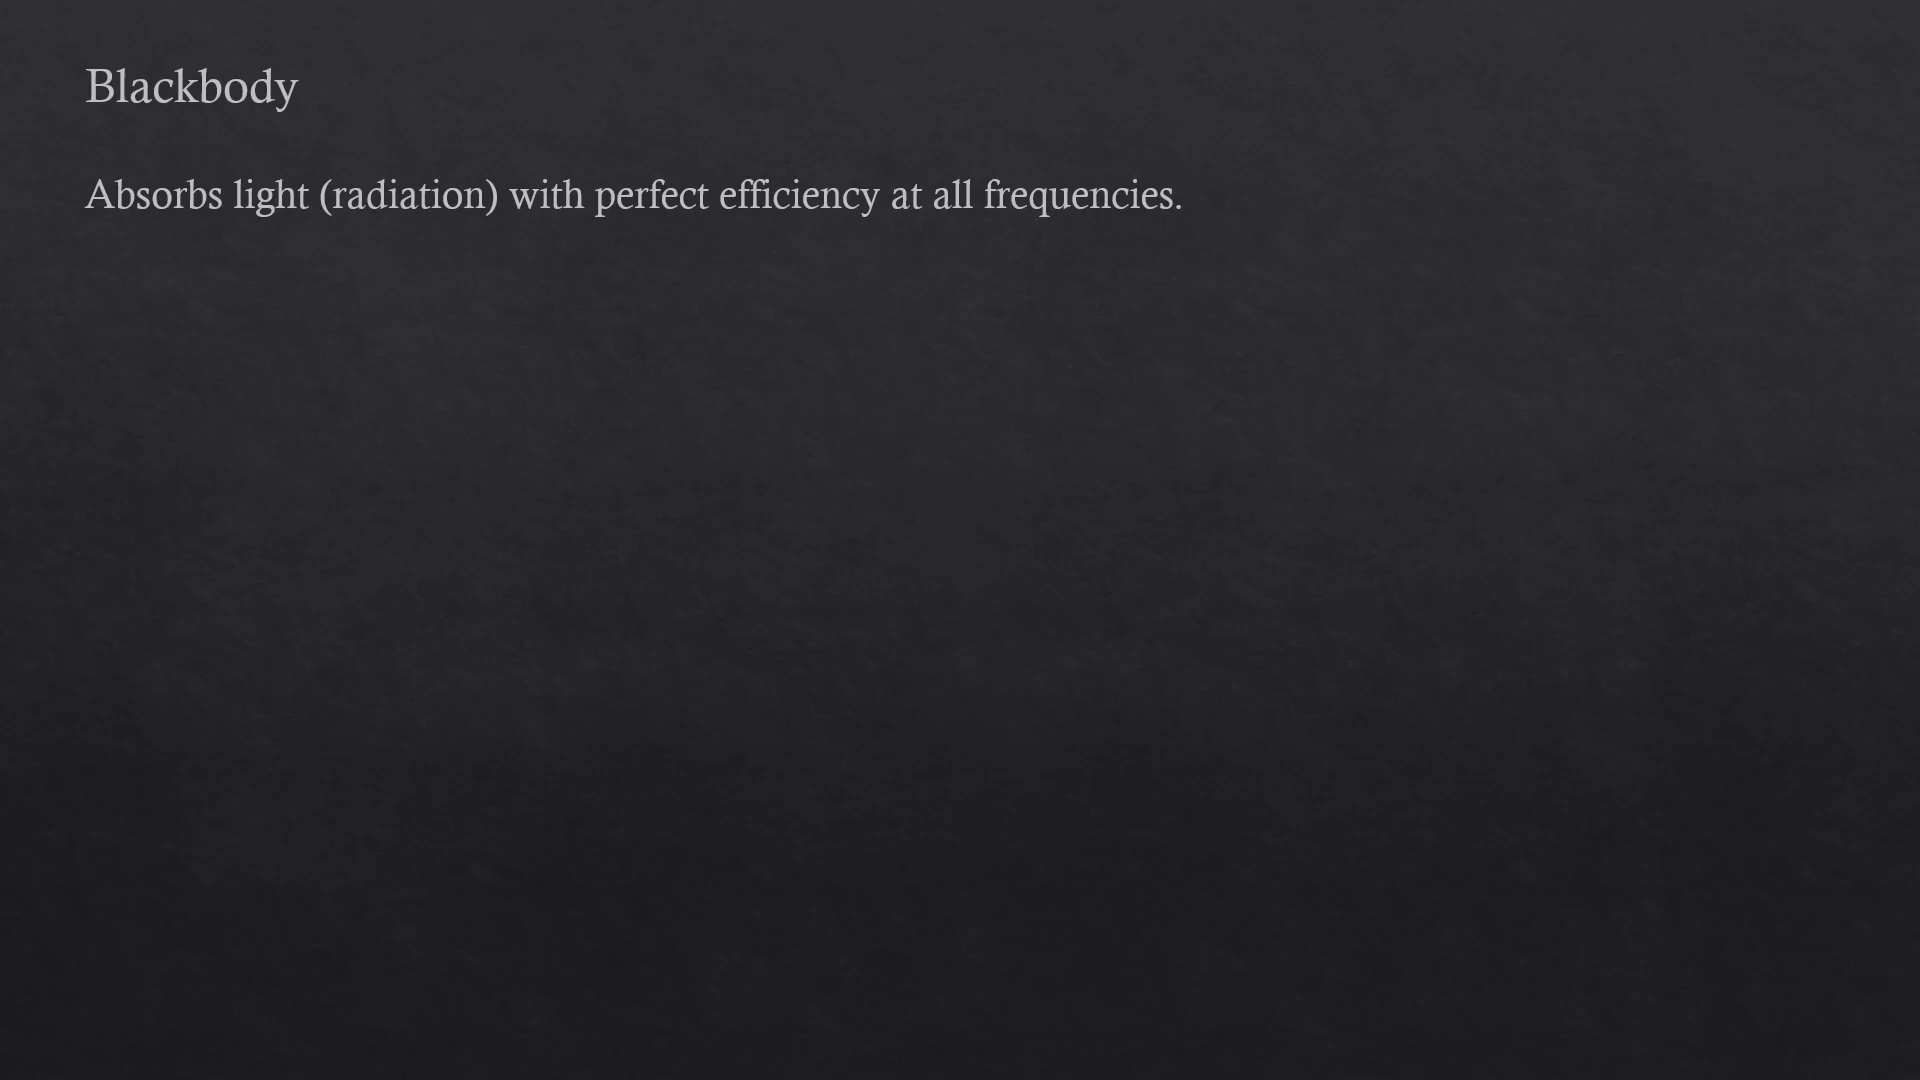 Blackbody
Absorbs light (radiation) with perfect efficiency at all frequencies.